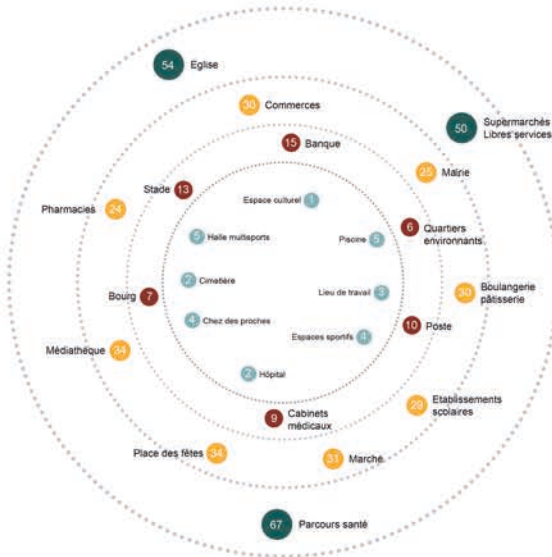 54 Eglise
30 Commerces
50 Supermarchés
Libres services
15 Banque
25 Mairie
Stade 13
Espace culturel 1
Pharmacies 24
6 Quartiers
environnants
5 Halle multisports
Piscine 5
2 Cimetière
Lieu de travail 3
30 Boulangerie
pâtisserie
Bourg 7
4 Chez des proches
10 Poste
Espaces sportifs 4
Médiathèque 34
2 Hôpital
29 Etablissements
scolaires
9 Cabinets
médicaux
Place des fêtes 34
31 Marché
67 Parcours santé